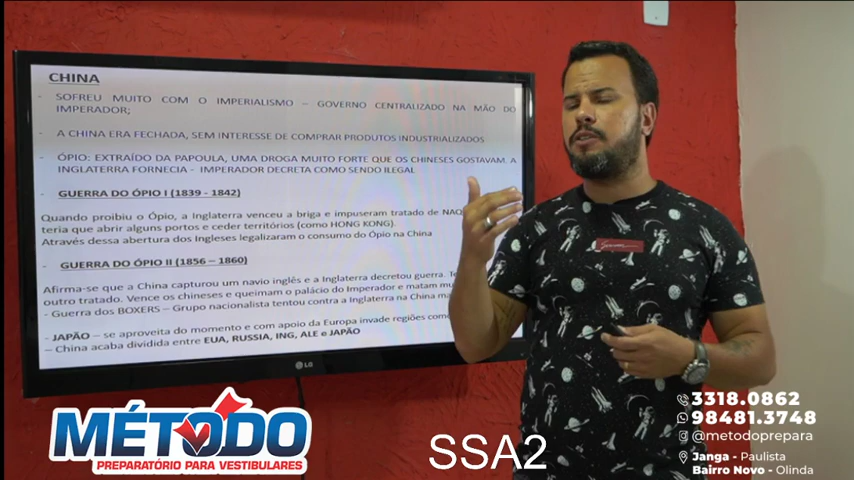 CHINA
- SOFREU MUITO COM O IMPERIALISMO – GOVERNO CENTRALIZADO NA MÃO DO
IMPERADOR;
- A CHINA ERA FECHADA, SEM INTERESSE DE COMPRAR PRODUTOS INDUSTRIALIZADOS
- ÓPIO: EXTRAÍDO DA PAPOULA, UMA DROGA MUITO FORTE QUE OS CHINESES GOSTAVAM. A
INGLATERRA FORNECIA - IMPERADOR DECRETA COMO SENDO ILEGAL
- GUERRA DO ÓPIO I (1839 - 1842)
Quando proibiu o Ópio, a Inglaterra venceu a briga e impuseram tratado de
teria que abrir alguns portos e ceder territórios (como HONG KONG).
Através dessa abertura dos Ingleses legalizaram o consumo do Ópio na China
- GUERRA DO ÓPIO II (1856 – 1860)
Afirma-se que a China capturou um navio inglês e a Inglaterra decretou guerra.
outro tratado. Vence os chineses e queimam o palácio do Imperador e matam
- Guerra dos BOXERS – Grupo nacionalista tentou contra a Inglaterra na China
- JAPÃO – se aproveita do momento e com apoio da Europa invade regiões
– China acaba dividida entre EUA, RUSSIA, ING, ALE e JAPÃO
LG
MÉTODO
PREPARATÓRIO PARA VESTIBULARES
SSA2
3318.0862
98481.3748
@metodoprepara
Janga - Paulista
Bairro Novo - Olinda